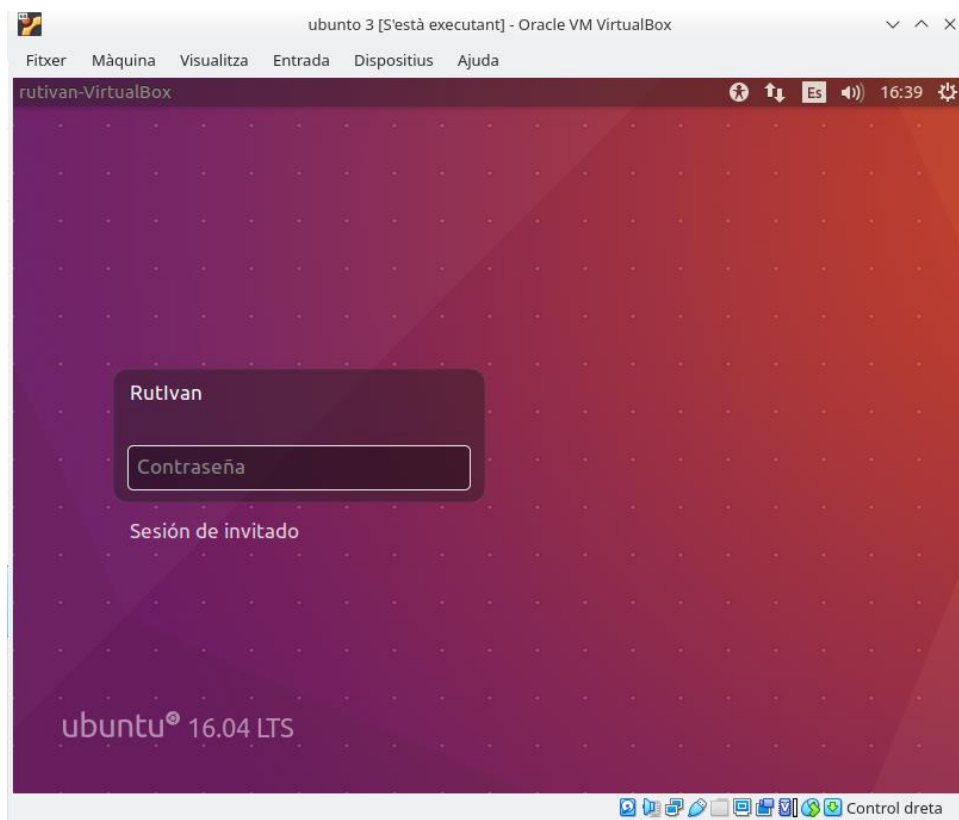 ubunto 3 [S'està executant] - Oracle VM VirtualBox
Fitxer Màquina Visualitza Entrada Dispositius Ajuda
rutivan-VirtualBox Es 16:39
RutIvan
Contraseña
Sesión de invitado
ubuntu 16.04 LTS
Control dreta